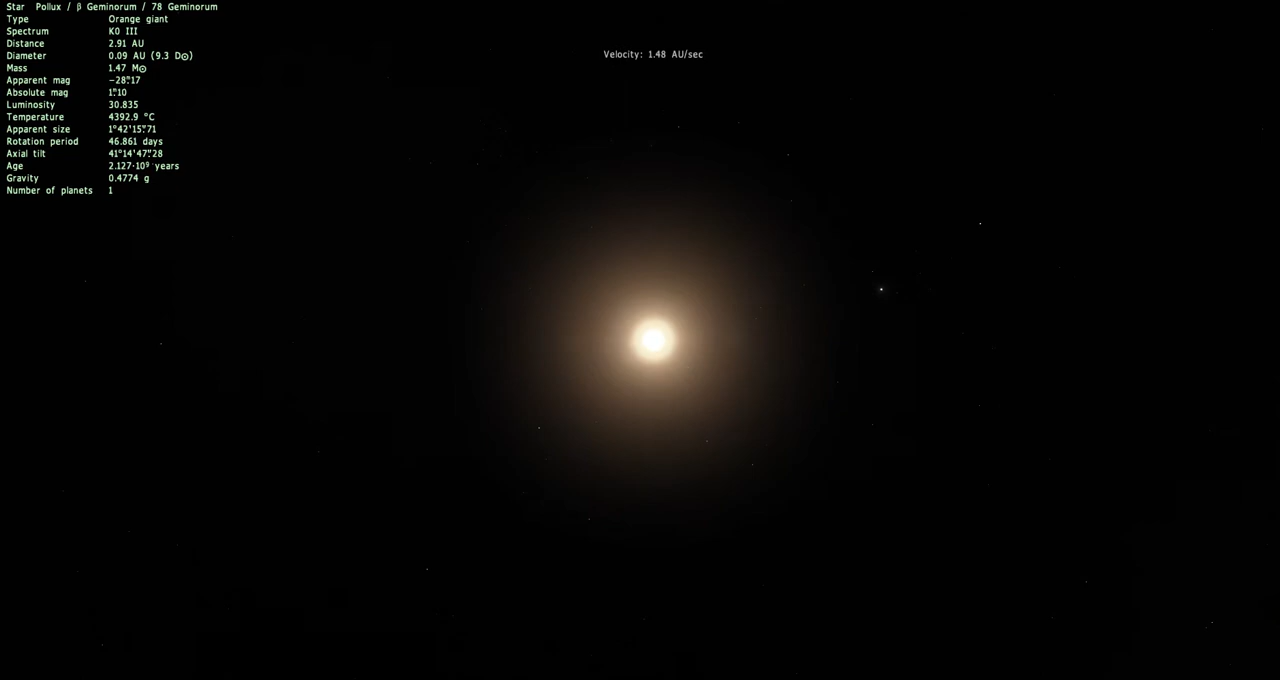 Star Pollux / β Geminorum / 78 Geminorum
Type Orange giant
Spectrum K0 III
Distance 2.91 AU
Diameter 0.09 AU (9.3 D☉)
Mass 1.47 M☉
Apparent mag −28ᵐ.17
Absolute mag 1ᵐ.10
Luminosity 30.835
Temperature 4392.9 °C
Apparent size 1°42'15".71
Rotation period 46.861 days
Axial tilt 41°14'47".28
Age 2.127·10⁹ years
Gravity 0.4774 g
Number of planets 1
Velocity: 1.48 AU/sec